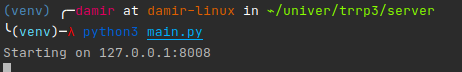 (venv) ╭─damir at damir-linux in ~/univer/trrp3/server
╰(venv)─λ python3 main.py
Starting on 127.0.0.1:8008